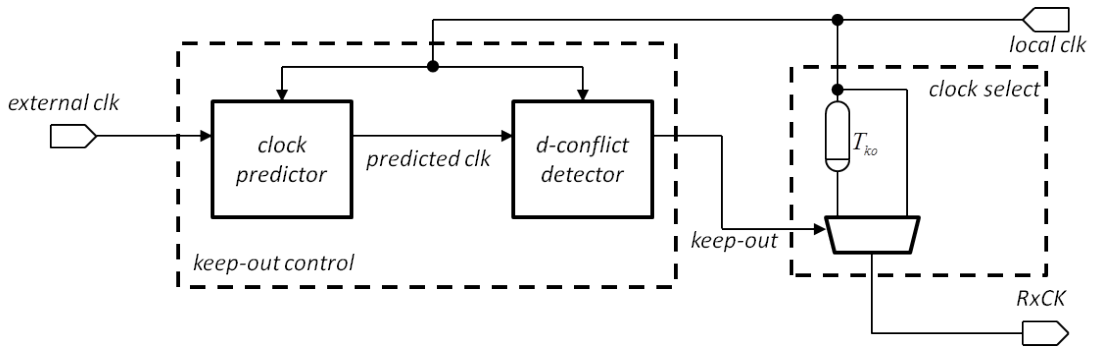 local clk
external clk
clock select
clock
predictor
predicted clk
d-conflict
detector
T_ko
keep-out
keep-out control
RxCK